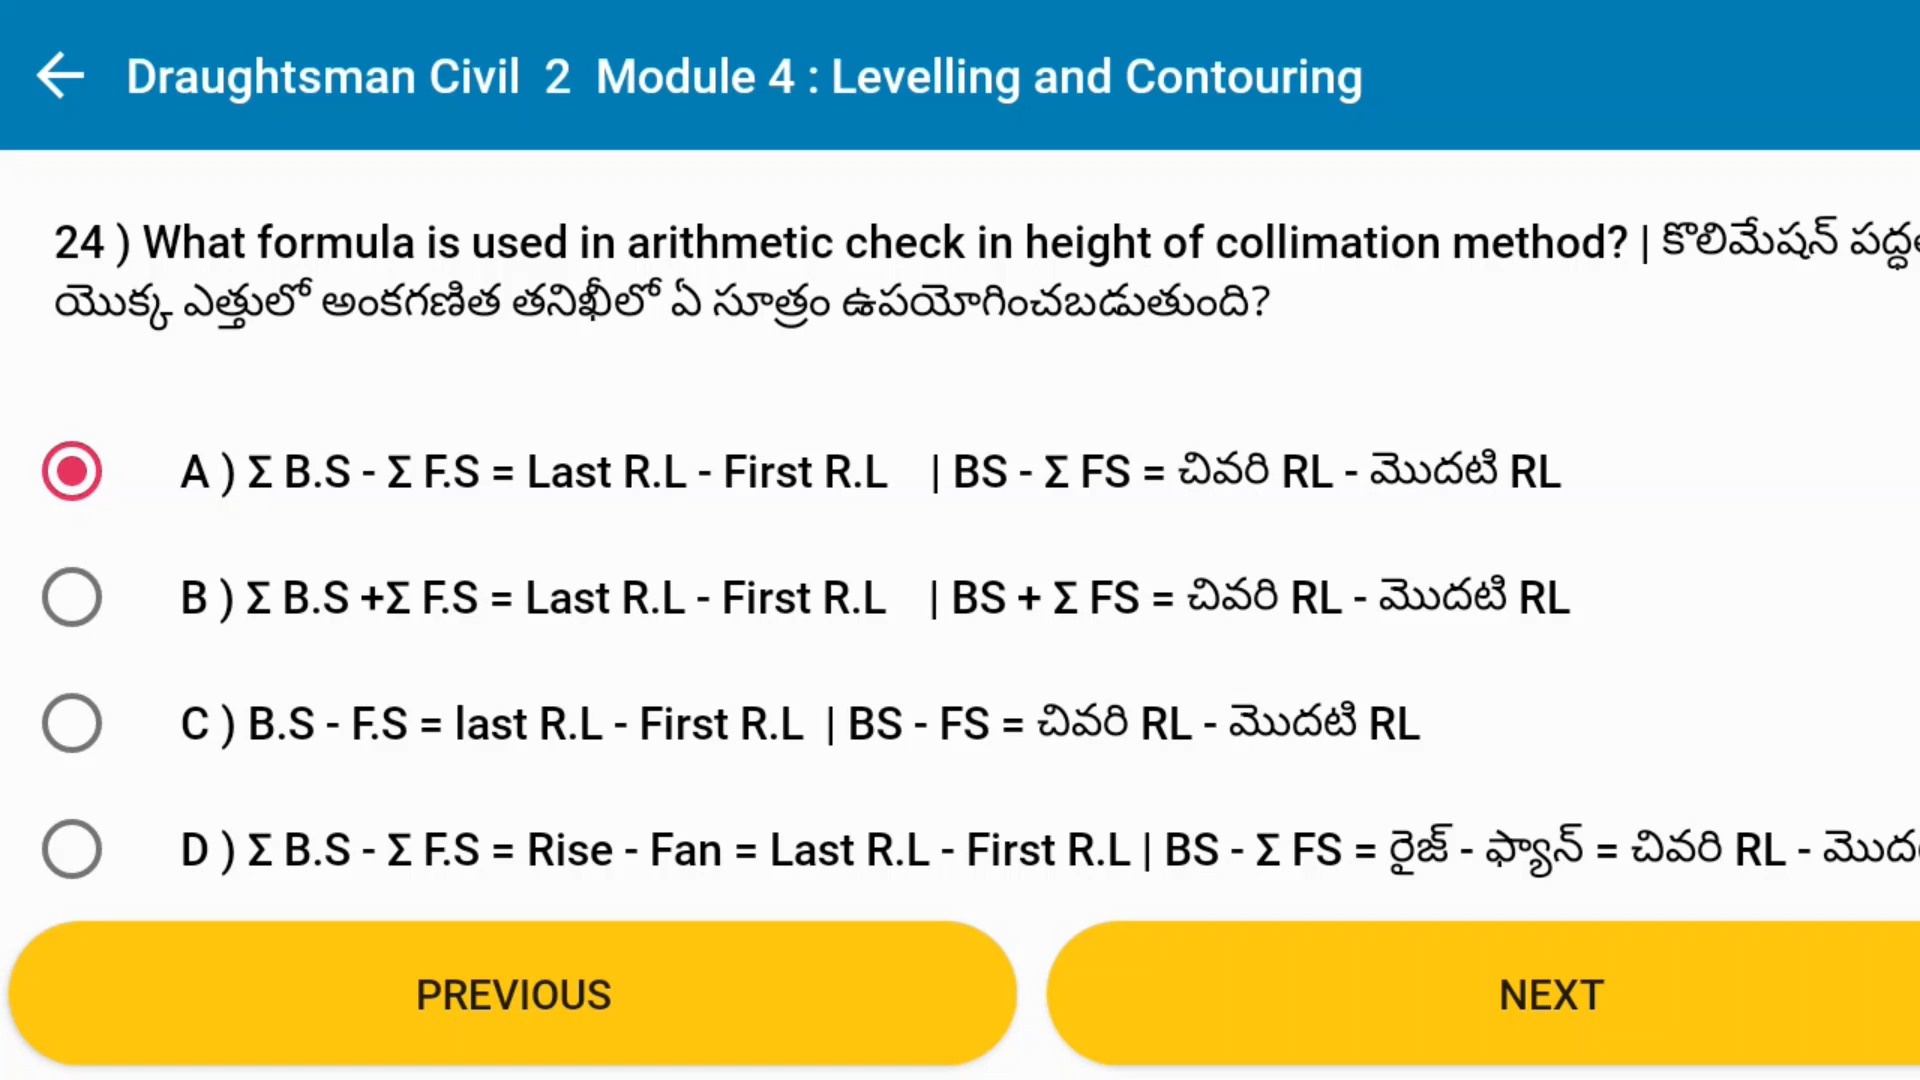 Draughtsman Civil 2 Module 4 : Levelling and Contouring
24 ) What formula is used in arithmetic check in height of collimation method? | కొలిమేషన్
యొక్క ఎత్తులో అంకగణిత తనిఖీలో ఏ సూత్రం ఉపయోగించబడుతుంది?
A ) Σ B.S - Σ F.S = Last R.L - First R.L | BS - Σ FS = చివరి RL - మొదటి RL
B ) Σ B.S +Σ F.S = Last R.L - First R.L | BS + Σ FS = చివరి RL - మొదటి RL
C ) B.S - F.S = last R.L - First R.L | BS - FS = చివరి RL - మొదటి RL
D ) Σ B.S - Σ F.S = Rise - Fan = Last R.L - First R.L | BS - Σ FS = రైజ్ - ఫ్యాన్ = చివరి RL -
PREVIOUS
NEXT